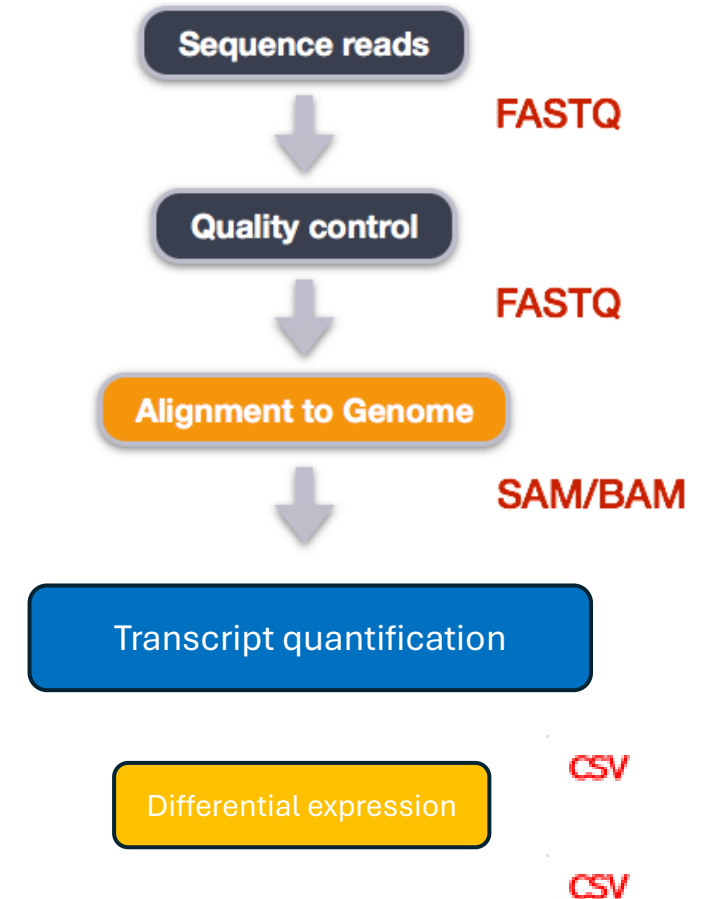 Sequence reads
FASTQ
Quality control
FASTQ
Alignment to Genome
SAM/BAM
Transcript quantification
CSV
Differential expression
CSV